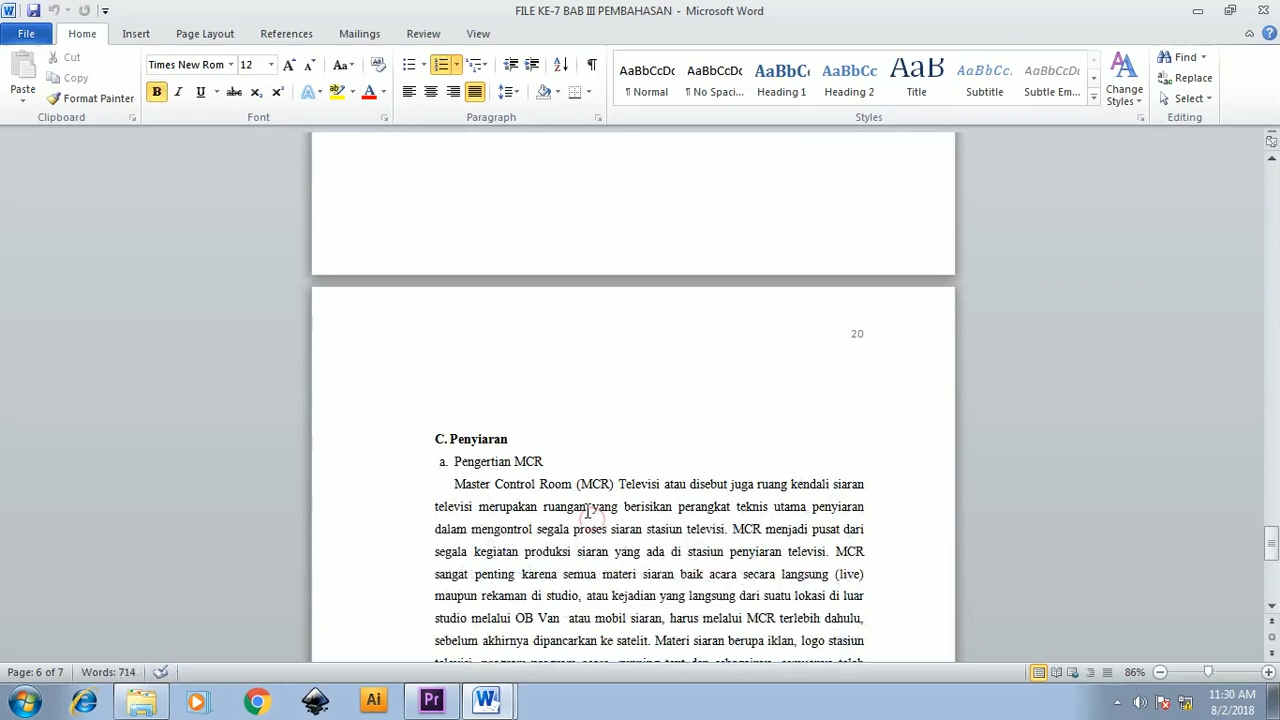 FILE KE-7 BAB III PEMBAHASAN - Microsoft Word
File Home Insert Page Layout References Mailings Review View
Cut
Copy
Format Painter
Paste
Clipboard
Times New Rom 12
Font
Paragraph
AaBbCcDc AaBbCcDc AaBbCc AaBbCc AaB AaBbCc. AaBbCcDc
¶ Normal ¶ No Spaci... Heading 1 Heading 2 Title Subtitle Subtle Em...
Styles
Change
Styles
Find
Replace
Select
Editing
20
C. Penyiaran
a. Pengertian MCR
Master Control Room (MCR) Televisi atau disebut juga ruang kendali siaran
televisi merupakan ruangan yang berisikan perangkat teknis utama penyiaran
dalam mengontrol segala proses siaran stasiun televisi. MCR menjadi pusat dari
segala kegiatan produksi siaran yang ada di stasiun penyiaran televisi. MCR
sangat penting karena semua materi siaran baik acara secara langsung (live)
maupun rekaman di studio, atau kejadian yang langsung dari suatu lokasi di luar
studio melalui OB Van atau mobil siaran, harus melalui MCR terlebih dahulu,
sebelum akhirnya dipancarkan ke satelit. Materi siaran berupa iklan, logo stasiun
Page: 6 of 7 Words: 714 86%
11:30 AM
8/2/2018